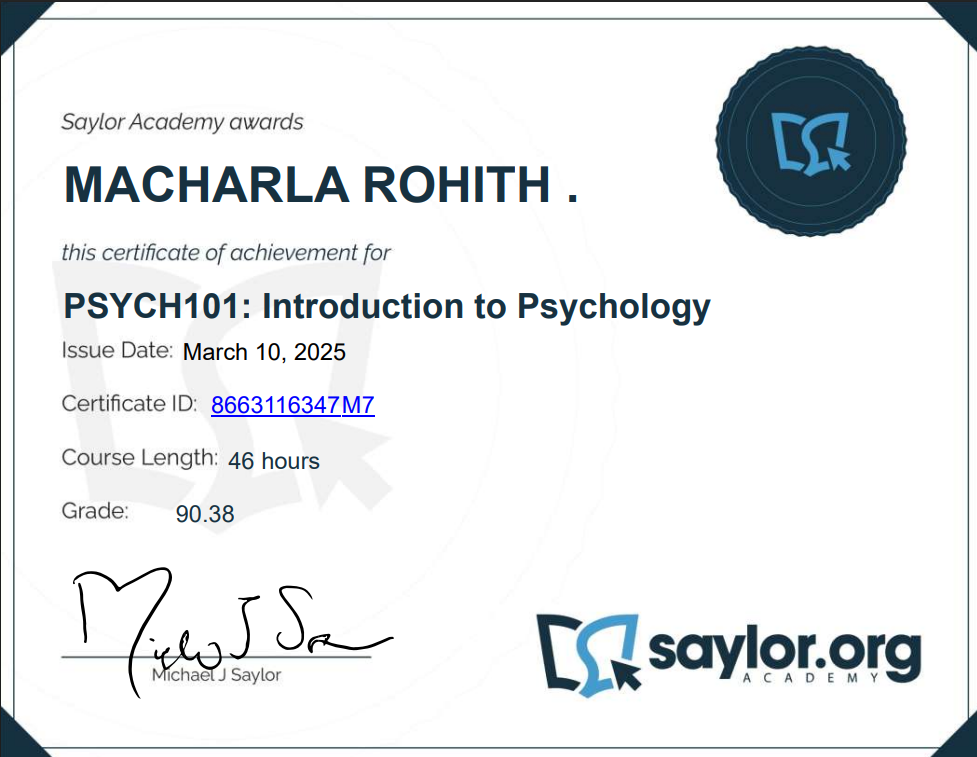 Saylor Academy awards
MACHARLA ROHITH .
this certificate of achievement for
PSYCH101: Introduction to Psychology
Issue Date: March 10, 2025
Certificate ID: 8663116347M7
Course Length: 46 hours
Grade: 90.38
Michael J Saylor
saylor.org
ACADEMY